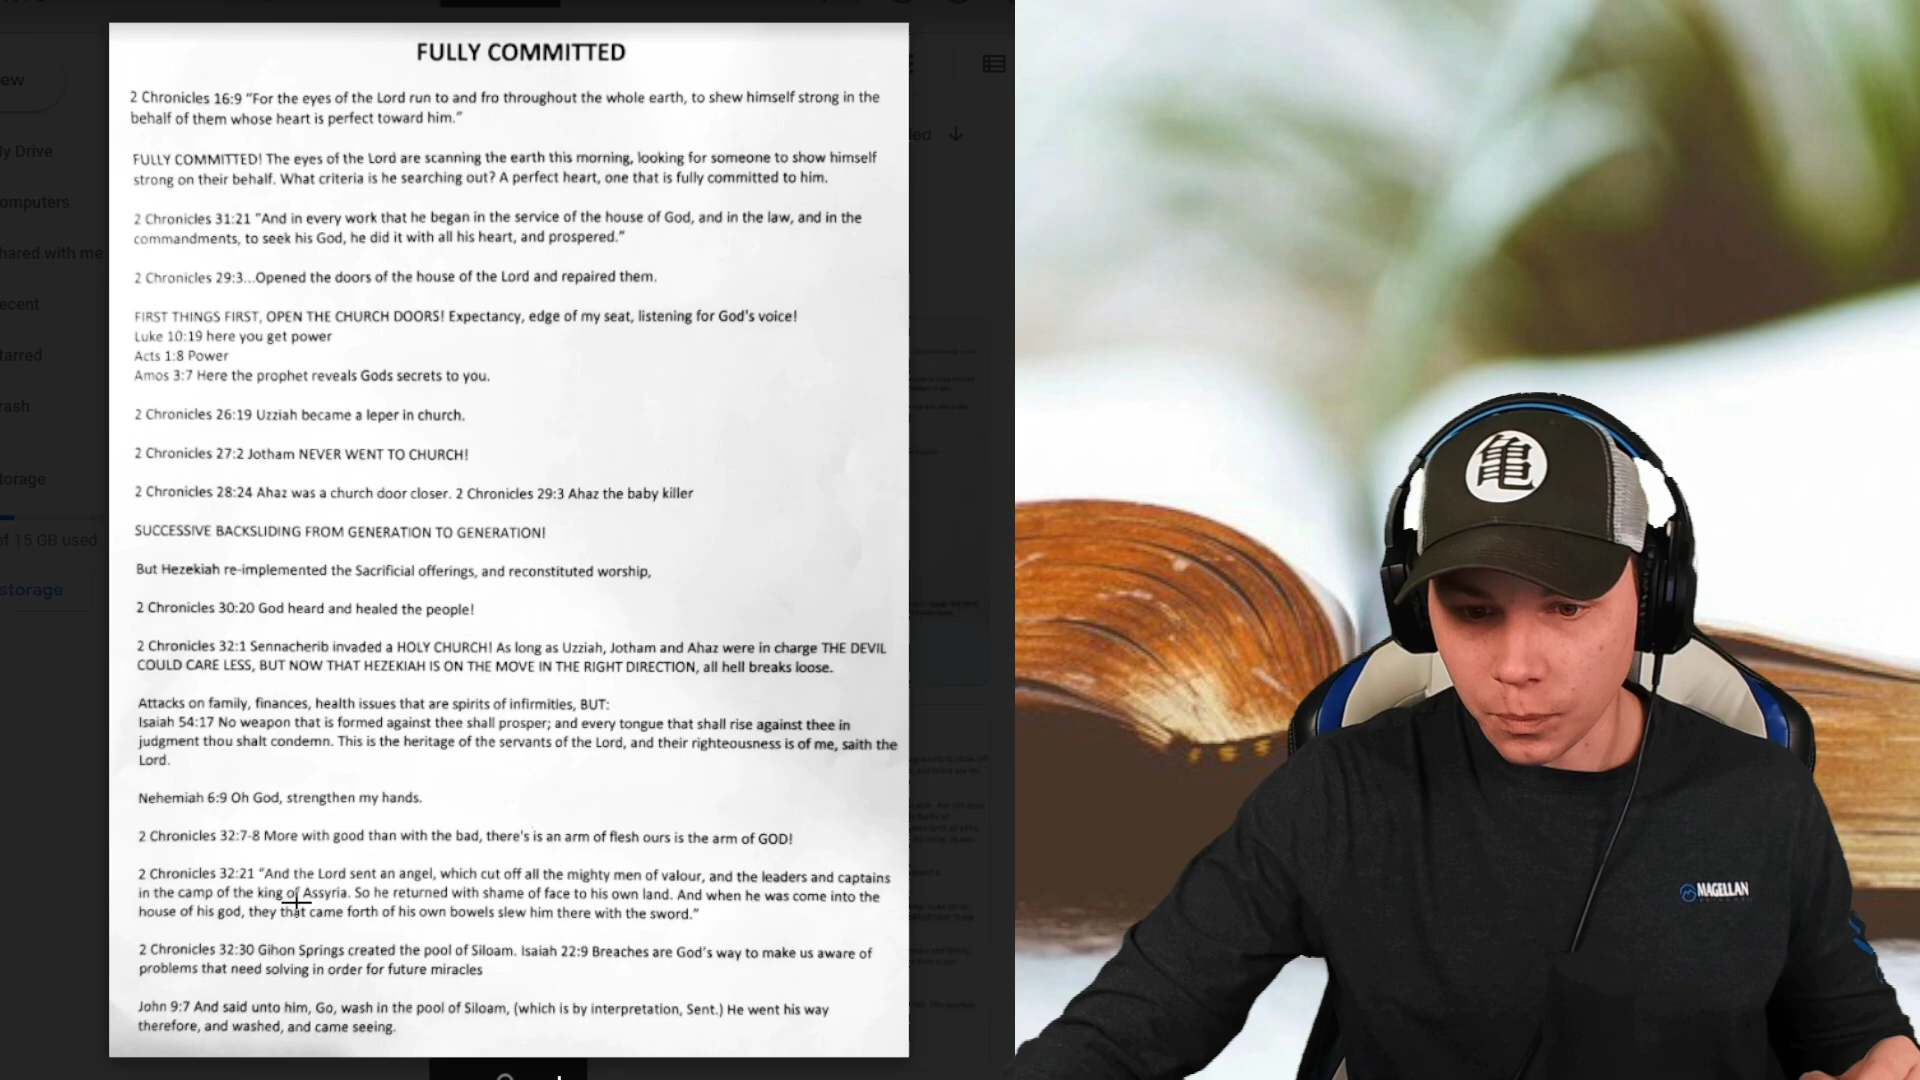 FULLY COMMITTED
2 Chronicles 16:9 “For the eyes of the Lord run to and fro throughout the whole earth, to shew himself strong in the
behalf of them whose heart is perfect toward him.”
FULLY COMMITTED! The eyes of the Lord are scanning the earth this morning, looking for someone to show himself
strong on their behalf. What criteria is he searching out? A perfect heart, one that is fully committed to him.
2 Chronicles 31:21 “And in every work that he began in the service of the house of God, and in the law, and in the
commandments, to seek his God, he did it with all his heart, and prospered.”
2 Chronicles 29:3...Opened the doors of the house of the Lord and repaired them.
FIRST THINGS FIRST, OPEN THE CHURCH DOORS! Expectancy, edge of my seat, listening for God's voice!
Luke 10:19 here you get power
Acts 1:8 Power
Amos 3:7 Here the prophet reveals Gods secrets to you.
2 Chronicles 26:19 Uzziah became a leper in church.
2 Chronicles 27:2 Jotham NEVER WENT TO CHURCH!
2 Chronicles 28:24 Ahaz was a church door closer. 2 Chronicles 29:3 Ahaz the baby killer
SUCCESSIVE BACKSLIDING FROM GENERATION TO GENERATION!
But Hezekiah re-implemented the Sacrificial offerings, and reconstituted worship,
2 Chronicles 30:20 God heard and healed the people!
2 Chronicles 32:1 Sennacherib invaded a HOLY CHURCH! As long as Uzziah, Jotham and Ahaz were in charge THE DEVIL
COULD CARE LESS, BUT NOW THAT HEZEKIAH IS ON THE MOVE IN THE RIGHT DIRECTION, all hell breaks loose.
Attacks on family, finances, health issues that are spirits of infirmities, BUT:
Isaiah 54:17 No weapon that is formed against thee shall prosper; and every tongue that shall rise against thee in
judgment thou shalt condemn. This is the heritage of the servants of the Lord, and their righteousness is of me, saith the
Lord.
Nehemiah 6:9 Oh God, strengthen my hands.
2 Chronicles 32:7-8 More with good than with the bad, there's is an arm of flesh ours is the arm of GOD!
2 Chronicles 32:21 “And the Lord sent an angel, which cut off all the mighty men of valour, and the leaders and captains
in the camp of the king of Assyria. So he returned with shame of face to his own land. And when he was come into the
house of his god, they that came forth of his own bowels slew him there with the sword.”
2 Chronicles 32:30 Gihon Springs created the pool of Siloam. Isaiah 22:9 Breaches are God's way to make us aware of
problems that need solving in order for future miracles
John 9:7 And said unto him, Go, wash in the pool of Siloam, (which is by interpretation, Sent.) He went his way
therefore, and washed, and came seeing.
ew
ly Drive
omputers
hared with me
ecent
tarred
rash
torage
of 15 GB used
storage
亀
MAGELLAN